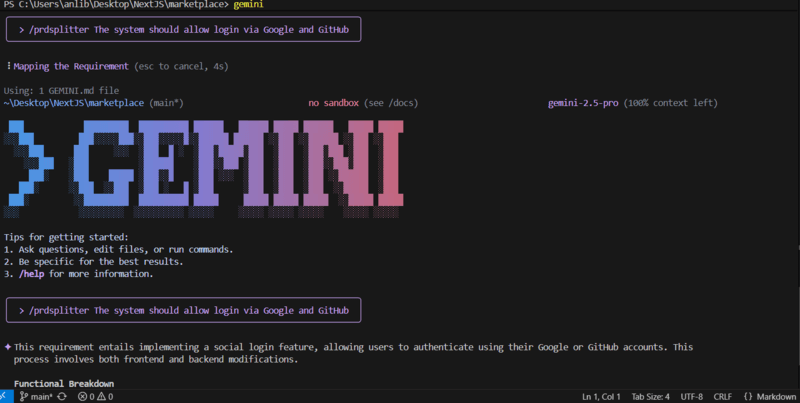 PS C:\Users\anlib\Desktop\NextJS\marketplace> gemini
> /prdsplitter The system should allow login via Google and GitHub
⠸ Mapping the Requirement (esc to cancel, 4s)
Using: 1 GEMINI.md file
~\Desktop\NextJS\marketplace (main*) no sandbox (see /docs) gemini-2.5-pro (100% context left)
> GEMINI
Tips for getting started:
1. Ask questions, edit files, or run commands.
2. Be specific for the best results.
3. /help for more information.
> /prdsplitter The system should allow login via Google and GitHub
✦ This requirement entails implementing a social login feature, allowing users to authenticate using their Google or GitHub accounts. This
process involves both frontend and backend modifications.
Functional Breakdown
main* 0 0 Ln 1, Col 1 Tab Size: 4 UTF-8 CRLF {} Markdown